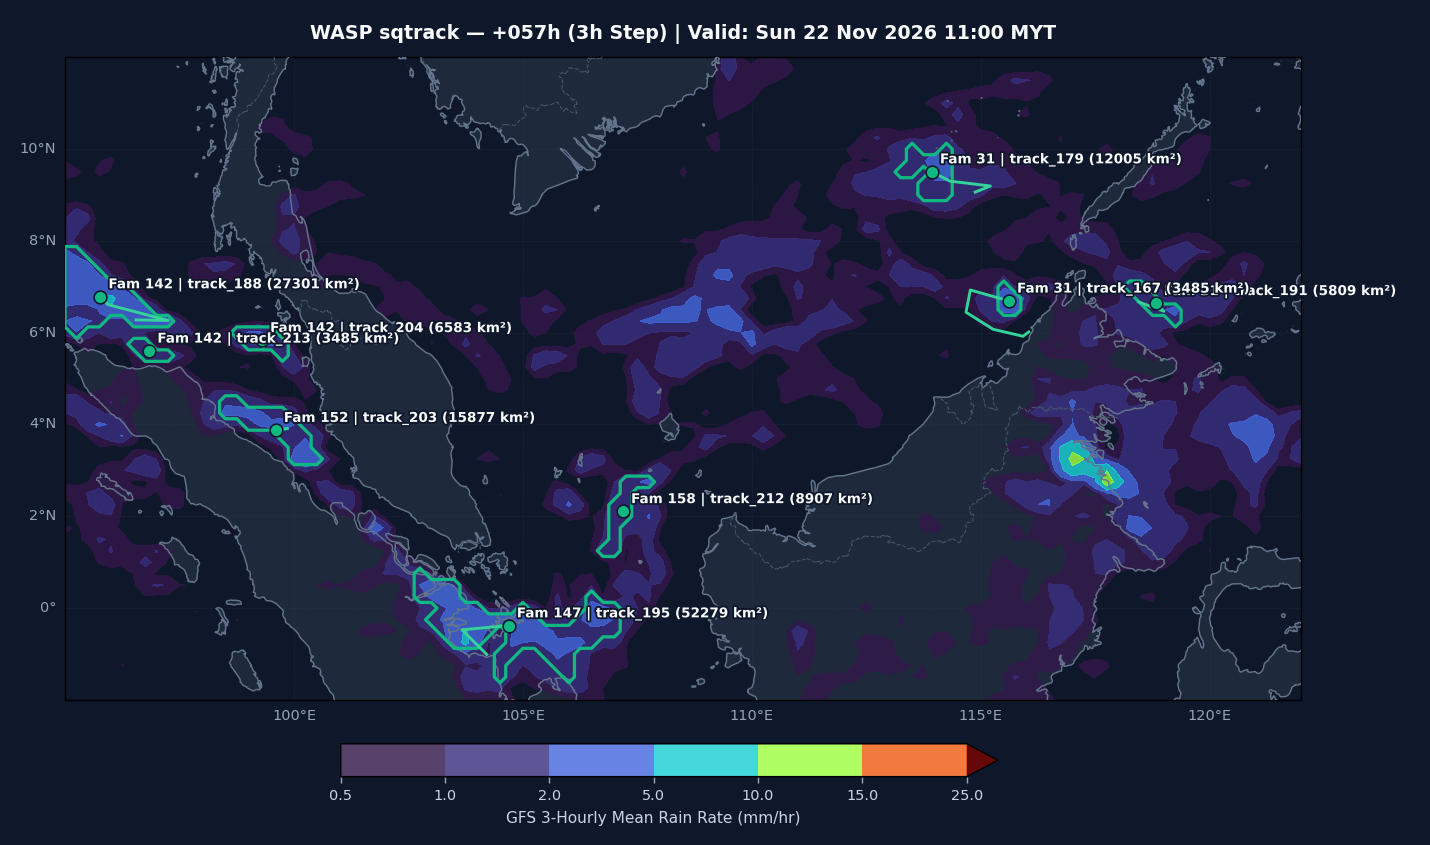 WASP sqtrack — +057h (3h Step) | Valid: Sun 22 Nov 2026 11:00 MYT
10°N
8°N
6°N
4°N
2°N
0°
Fam 31 | track_179 (12005 km²)
Fam 142 | track_188 (27301 km²)
Fam 31 | track_167 (3485 km²)
track_191 (5809 km²)
Fam 142 | track_204 (6583 km²)
Fam 142 | track_213 (3485 km²)
Fam 152 | track_203 (15877 km²)
Fam 158 | track_212 (8907 km²)
Fam 147 | track_195 (52279 km²)
100°E
105°E
110°E
115°E
120°E
0.5
1.0
2.0
5.0
10.0
15.0
25.0
GFS 3-Hourly Mean Rain Rate (mm/hr)